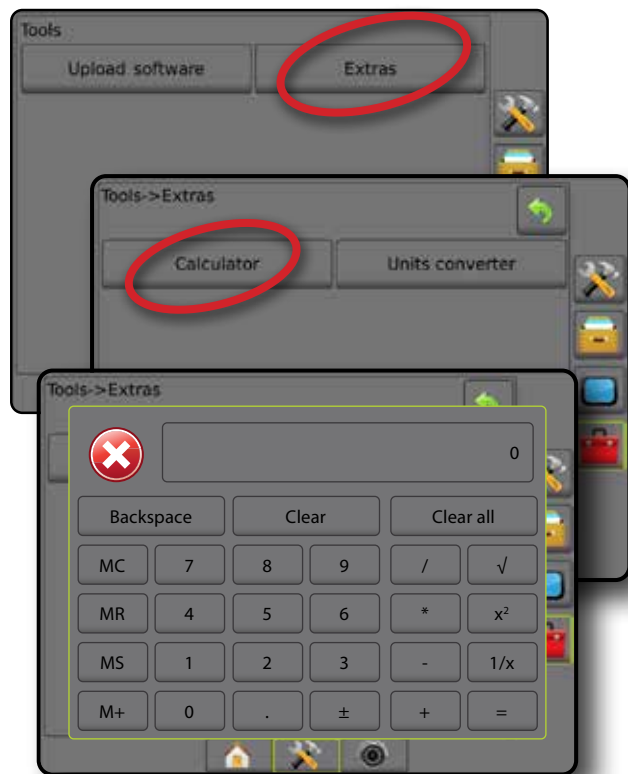 Tools
Upload software Extras
Tools->Extras
Calculator Units converter
Tools->Extras
0
Backspace Clear Clear all
MC 7 8 9 / √
MR 4 5 6 * x²
MS 1 2 3 - 1/x
M+ 0 . ± + =